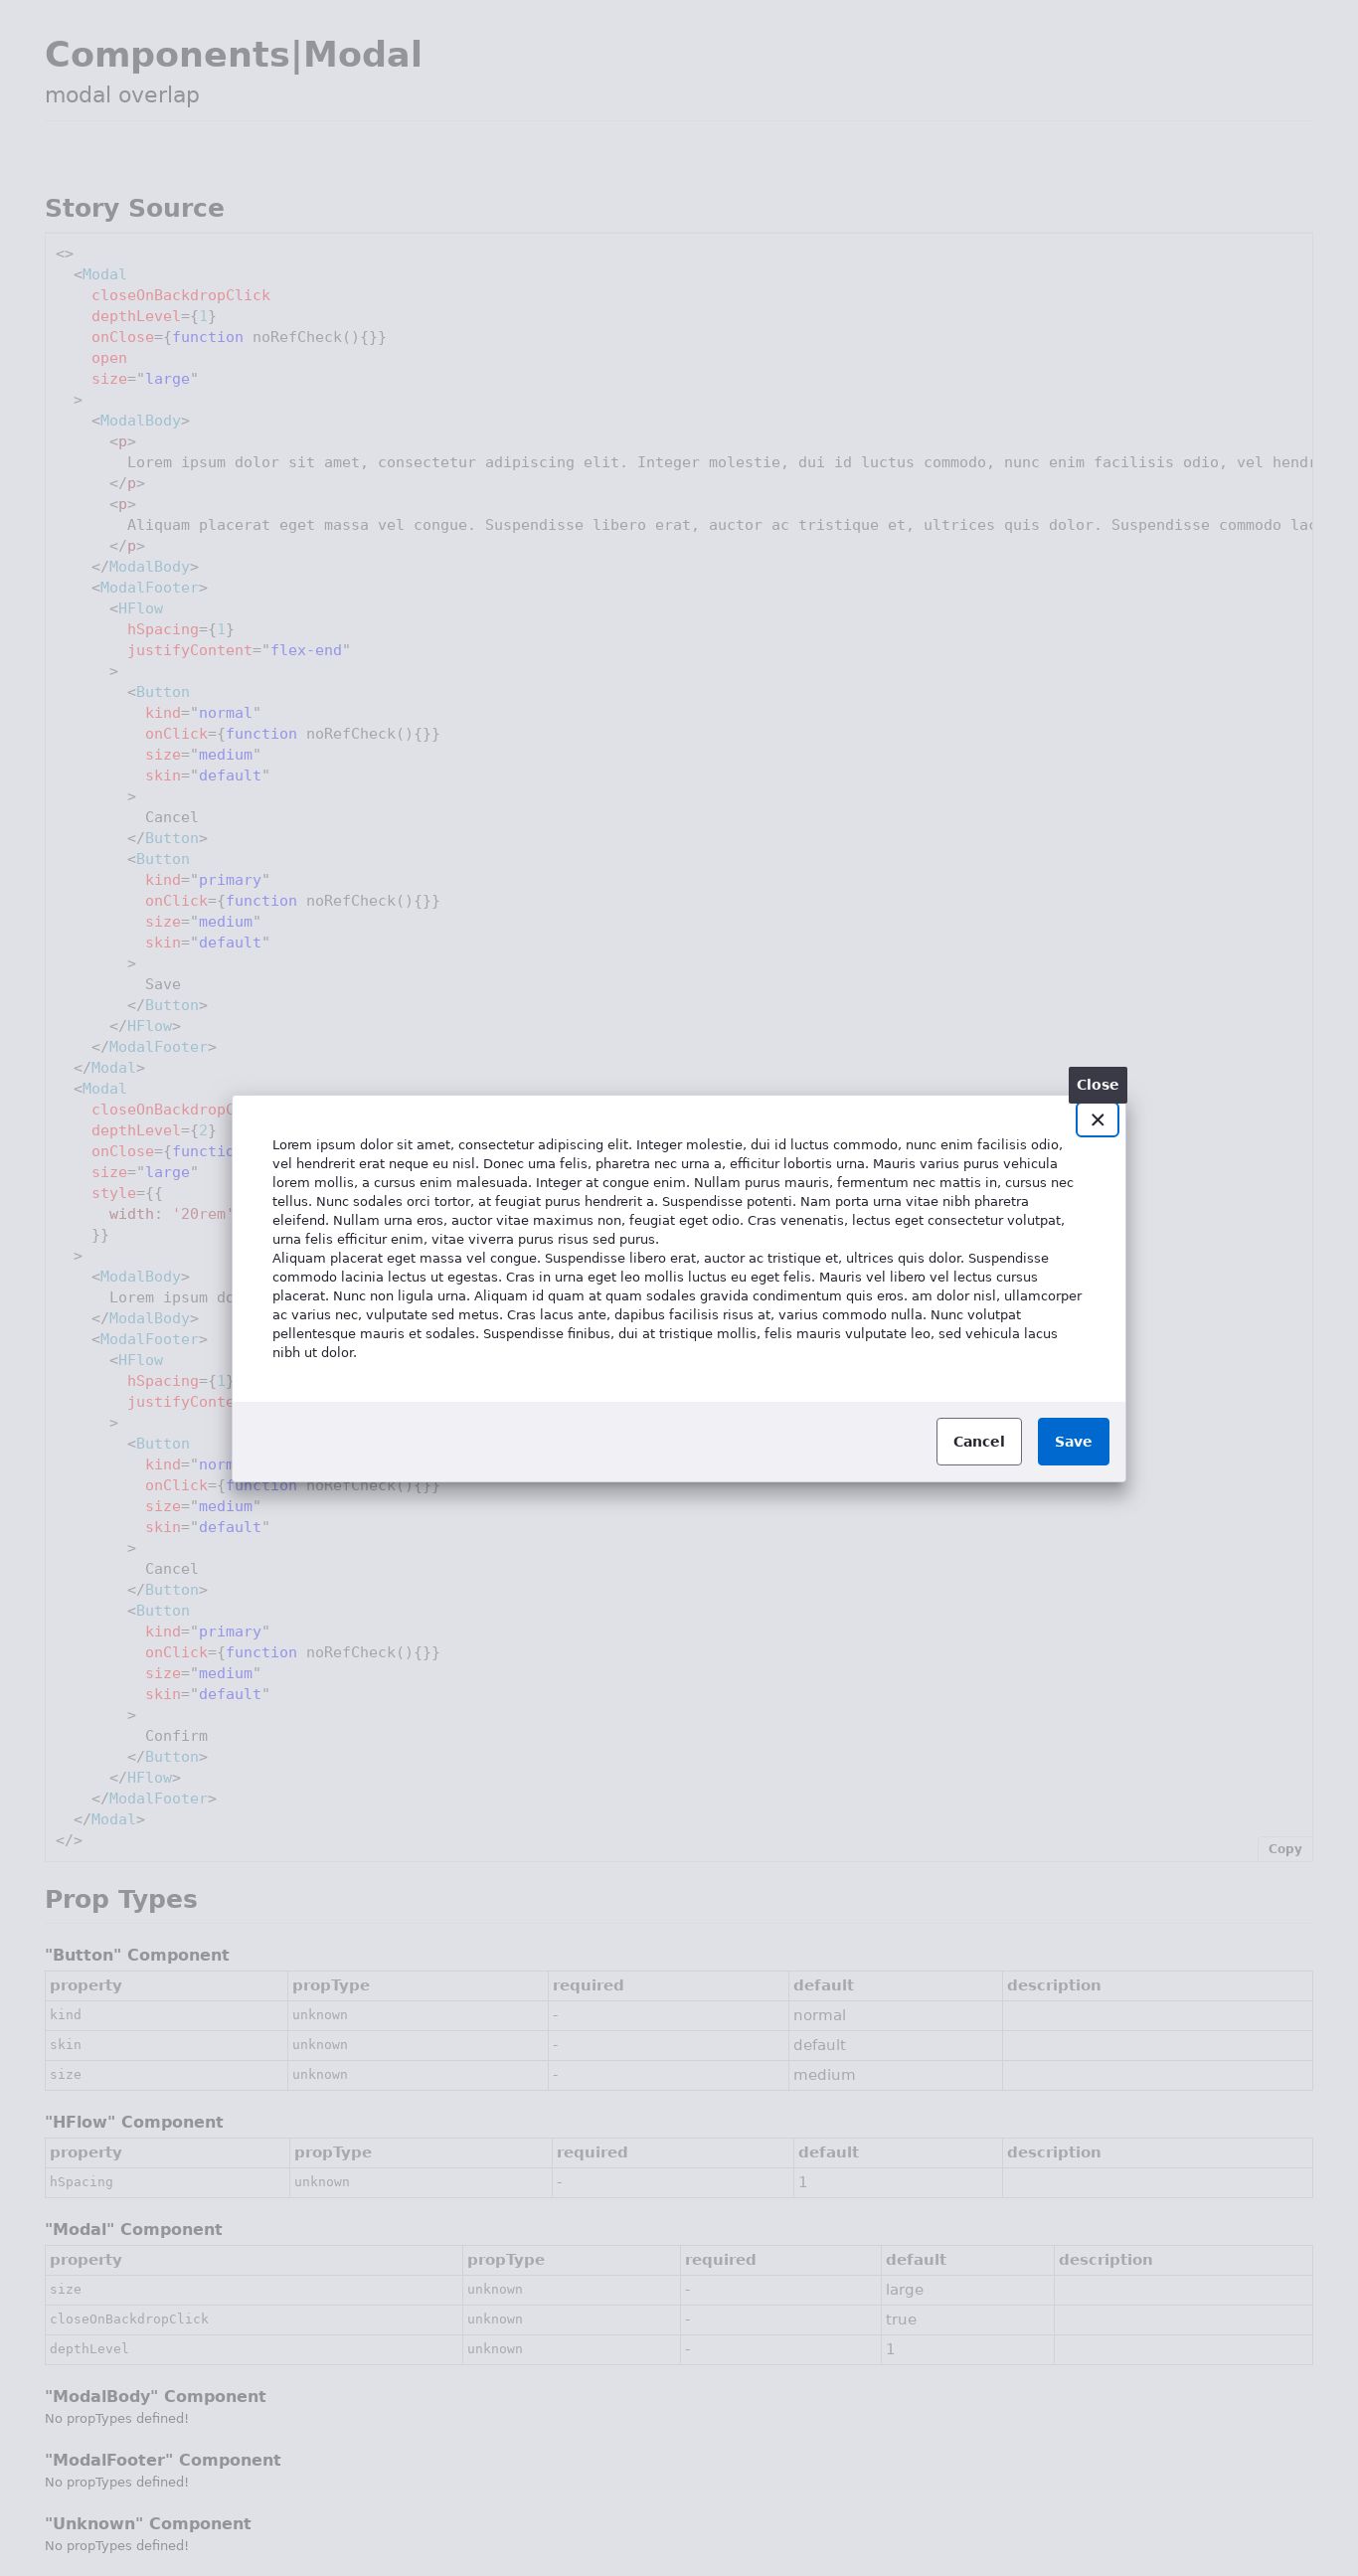 Components|Modal
modal overlap
Story Source
<>
<Modal
closeOnBackdropClick
depthLevel={1}
onClose={function noRefCheck(){}}
open
size="large"
>
<ModalBody>
<p>
Lorem ipsum dolor sit amet, consectetur adipiscing elit. Integer molestie, dui id luctus commodo, nunc enim facilisis odio, vel
</p>
<p>
Aliquam placerat eget massa vel congue. Suspendisse libero erat, auctor ac tristique et, ultrices quis dolor. Suspendisse commodo
</p>
</ModalBody>
<ModalFooter>
<HFlow
hSpacing={1}
justifyContent="flex-end"
>
<Button
kind="normal"
onClick={function noRefCheck(){}}
size="medium"
skin="default"
>
Cancel
</Button>
<Button
kind="primary"
onClick={function noRefCheck(){}}
size="medium"
skin="default"
>
Save
</Button>
</HFlow>
</ModalFooter>
</Modal>
<Modal
depthLevel={2}
size="large"
style={{
width: '20rem'
}}
>
<ModalBody>
Lorem ipsum
</ModalBody>
<ModalFooter>
<HFlow
hSpacing={1}
>
<Button
onClick={function noRefCheck(){}}
size="medium"
skin="default"
>
Cancel
</Button>
<Button
kind="primary"
onClick={function noRefCheck(){}}
size="medium"
skin="default"
>
Confirm
</Button>
</HFlow>
</ModalFooter>
</Modal>
</>
Copy
Close
Lorem ipsum dolor sit amet, consectetur adipiscing elit. Integer molestie, dui id luctus commodo, nunc enim facilisis odio,
vel hendrerit erat neque eu nisl. Donec urna felis, pharetra nec urna a, efficitur lobortis urna. Mauris varius purus vehicula
lorem mollis, a cursus enim malesuada. Integer at congue enim. Nullam purus mauris, fermentum nec mattis in, cursus nec
tellus. Nunc sodales orci tortor, at feugiat purus hendrerit a. Suspendisse potenti. Nam porta urna vitae nibh pharetra
eleifend. Nullam urna eros, auctor vitae maximus non, feugiat eget odio. Cras venenatis, lectus eget consectetur volutpat,
urna felis efficitur enim, vitae viverra purus risus sed purus.
Aliquam placerat eget massa vel congue. Suspendisse libero erat, auctor ac tristique et, ultrices quis dolor. Suspendisse
commodo lacinia lectus ut egestas. Cras in urna eget leo mollis luctus eu eget felis. Mauris vel libero vel lectus cursus
placerat. Nunc non ligula urna. Aliquam id quam at quam sodales gravida condimentum quis eros. am dolor nisl, ullamcorper
ac varius nec, vulputate sed metus. Cras lacus ante, dapibus facilisis risus at, varius commodo nulla. Nunc volutpat
pellentesque mauris et sodales. Suspendisse finibus, dui at tristique mollis, felis mauris vulputate leo, sed vehicula lacus
nibh ut dolor.
Cancel Save
Prop Types
"Button" Component
property propType required default description
kind unknown - normal
skin unknown - default
size unknown - medium
"HFlow" Component
property propType required default description
hSpacing unknown - 1
"Modal" Component
property propType required default description
size unknown - large
closeOnBackdropClick unknown - true
depthLevel unknown - 1
"ModalBody" Component
No propTypes defined!
"ModalFooter" Component
No propTypes defined!
"Unknown" Component
No propTypes defined!